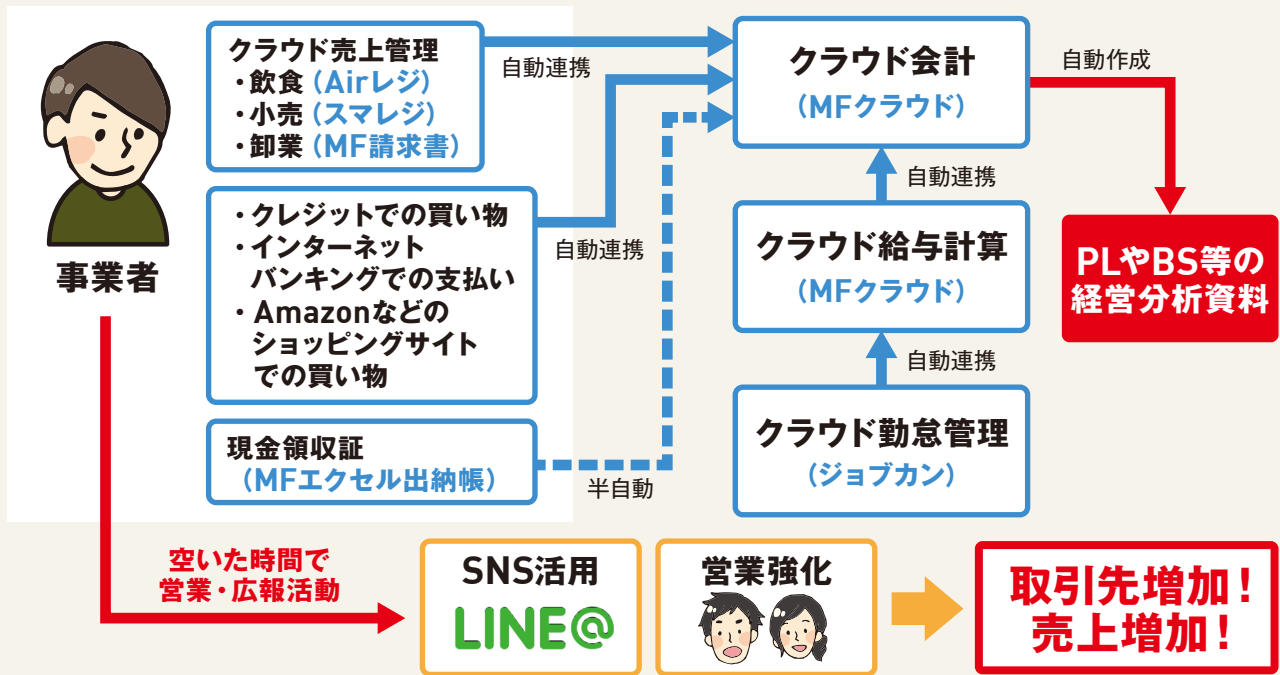 事業者
クラウド売上管理
・飲食（Airレジ）
・小売（スマレジ）
・卸業（MF請求書）
自動連携
・クレジットでの買い物
・インターネット
バンキングでの支払い
・Amazonなどの
ショッピングサイト
での買い物
自動連携
現金領収証
（MFエクセル出納帳）
半自動
クラウド会計
（MFクラウド）
自動連携
クラウド給与計算
（MFクラウド）
自動連携
クラウド勤怠管理
（ジョブカン）
自動作成
PLやBS等の
経営分析資料
空いた時間で
営業・広報活動
SNS活用
LINE@
営業強化
取引先増加！
売上増加！